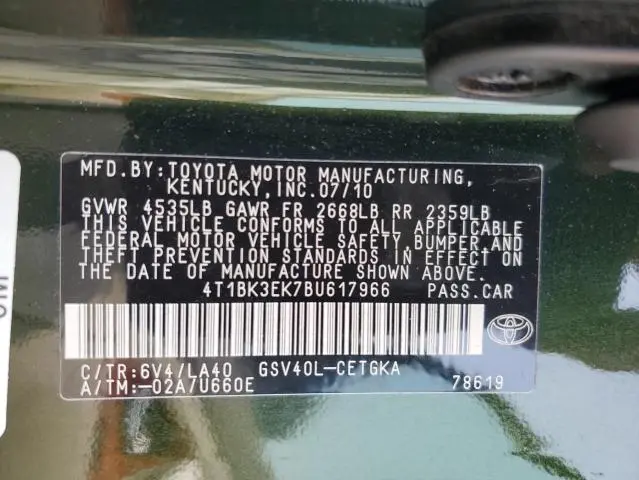 MFD.BY:TOYOTA MOTOR MANUFACTURING,
KENTUCKY,INC.07/10
GVWR 4535LB GAWR FR 2668LB RR 2359LB
THIS VEHICLE CONFORMS TO ALL APPLICABLE
FEDERAL MOTOR VEHICLE SAFETY,BUMPER,AND
THEFT PREVENTION STANDARDS IN EFFECT ON
THE DATE OF MANUFACTURE SHOWN ABOVE.
4T1BK3EK7BU617966 PASS.CAR
C/TR:6V4/LA40 GSV40L-CETGKA
A/TM:-02A/U660E 78619